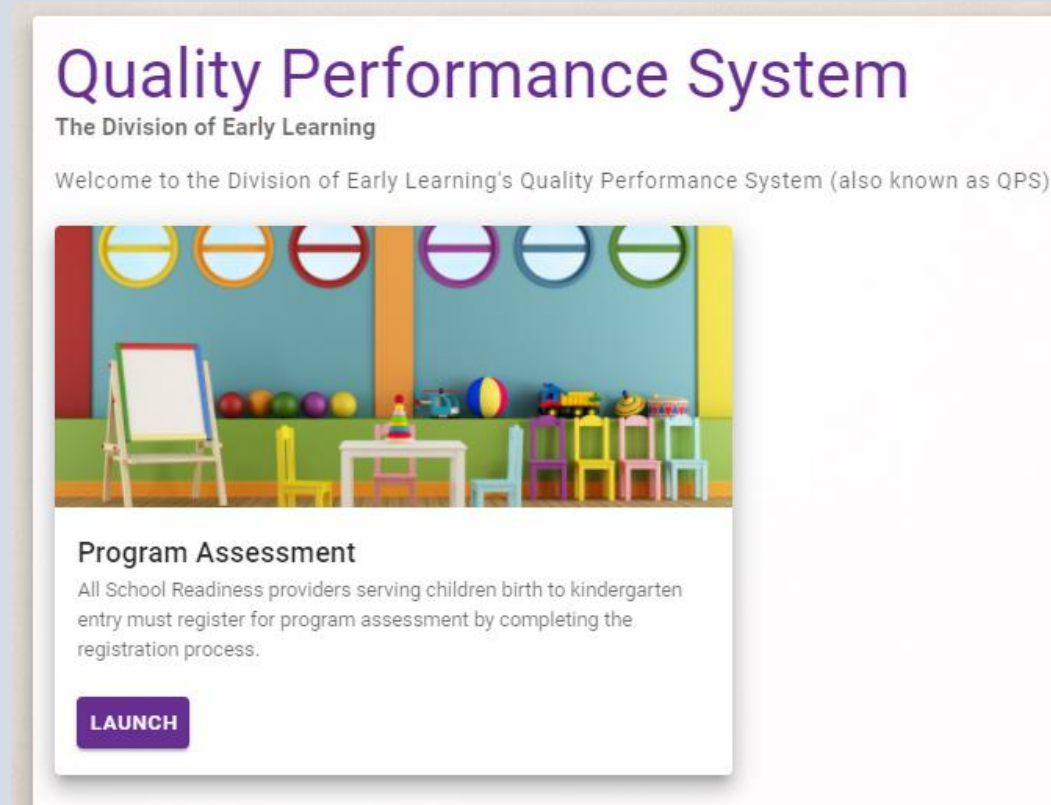 Quality Performance System
The Division of Early Learning
Welcome to the Division of Early Learning's Quality Performance System (also known as QPS)
Program Assessment
All School Readiness providers serving children birth to kindergarten
entry must register for program assessment by completing the
registration process.
LAUNCH